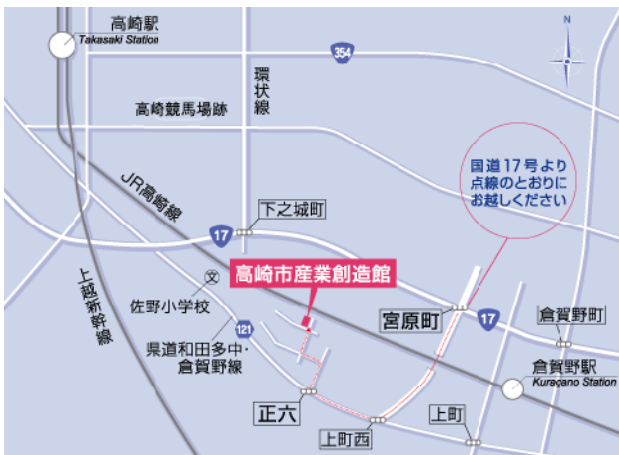 高崎駅
Takasaki Station
N
354
環状線
高崎競馬場跡
国道17号より
点線のとおりに
お越しください
JR高崎線
下之城町
17
高崎市産業創造館
上越新幹線
文
佐野小学校
宮原町
17
倉賀野町
121
県道和田多中・
倉賀野線
倉賀野駅
Kuragano Station
正六
上町西
上町